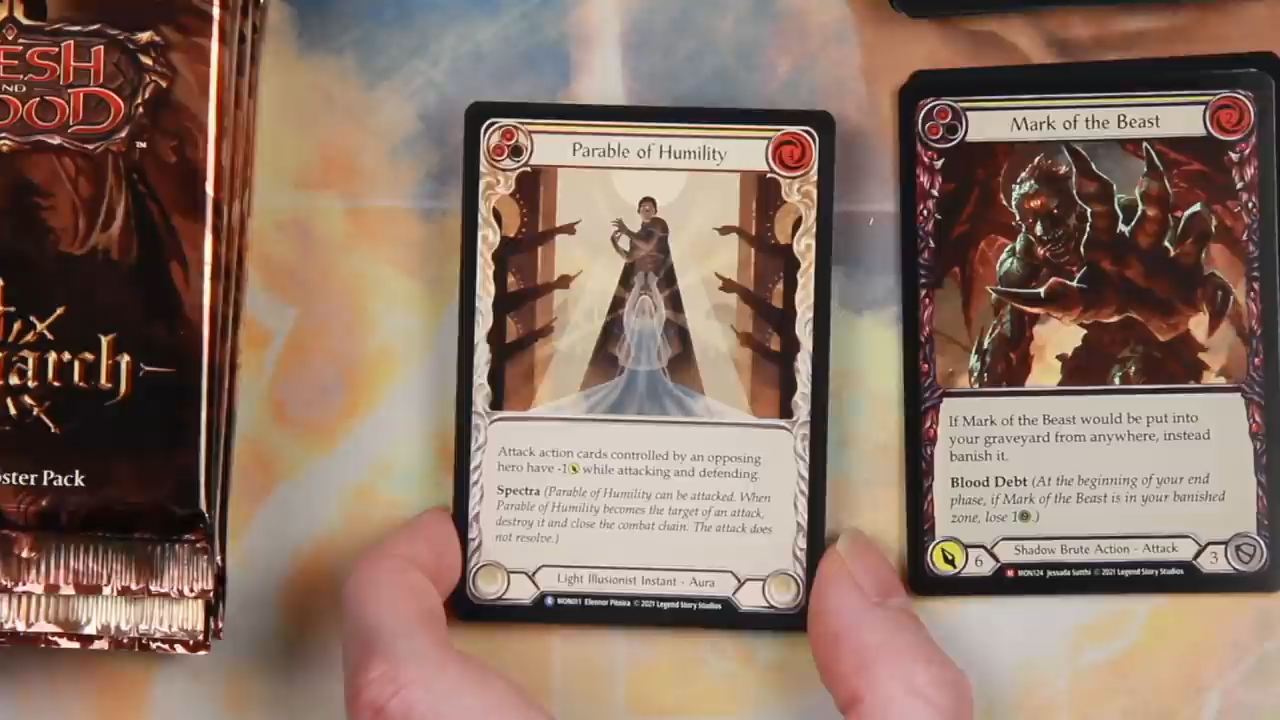 ESH
ND
OOD
TM
arch
ster Pack
Parable of Humility
4
Attack action cards controlled by an opposing
hero have -1 while attacking and defending.
Spectra (Parable of Humility can be attacked. When
Parable of Humility becomes the target of an attack,
destroy it and close the combat chain. The attack does
not resolve.)
Light Illusionist Instant - Aura
MON011 Eleonor Piteira © 2021 Legend Story Studios
Mark of the Beast
2
If Mark of the Beast would be put into
your graveyard from anywhere, instead
banish it.
Blood Debt (At the beginning of your end
phase, if Mark of the Beast is in your banished
zone, lose 1.)
6
Shadow Brute Action - Attack
3
M MON124 Jessada Sutthi © 2021 Legend Story Studios